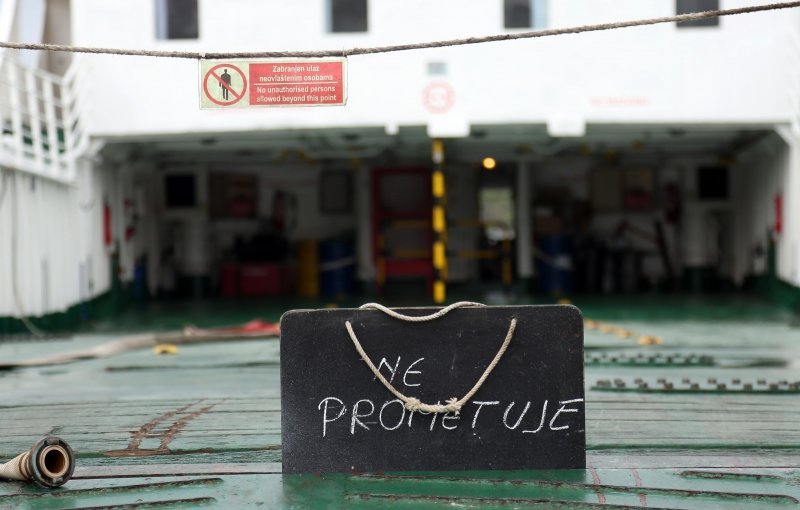 Zabranjen ulaz
neovlaštenim osobama
No unauthorised persons
allowed beyond this point
NE
PROMETUJE